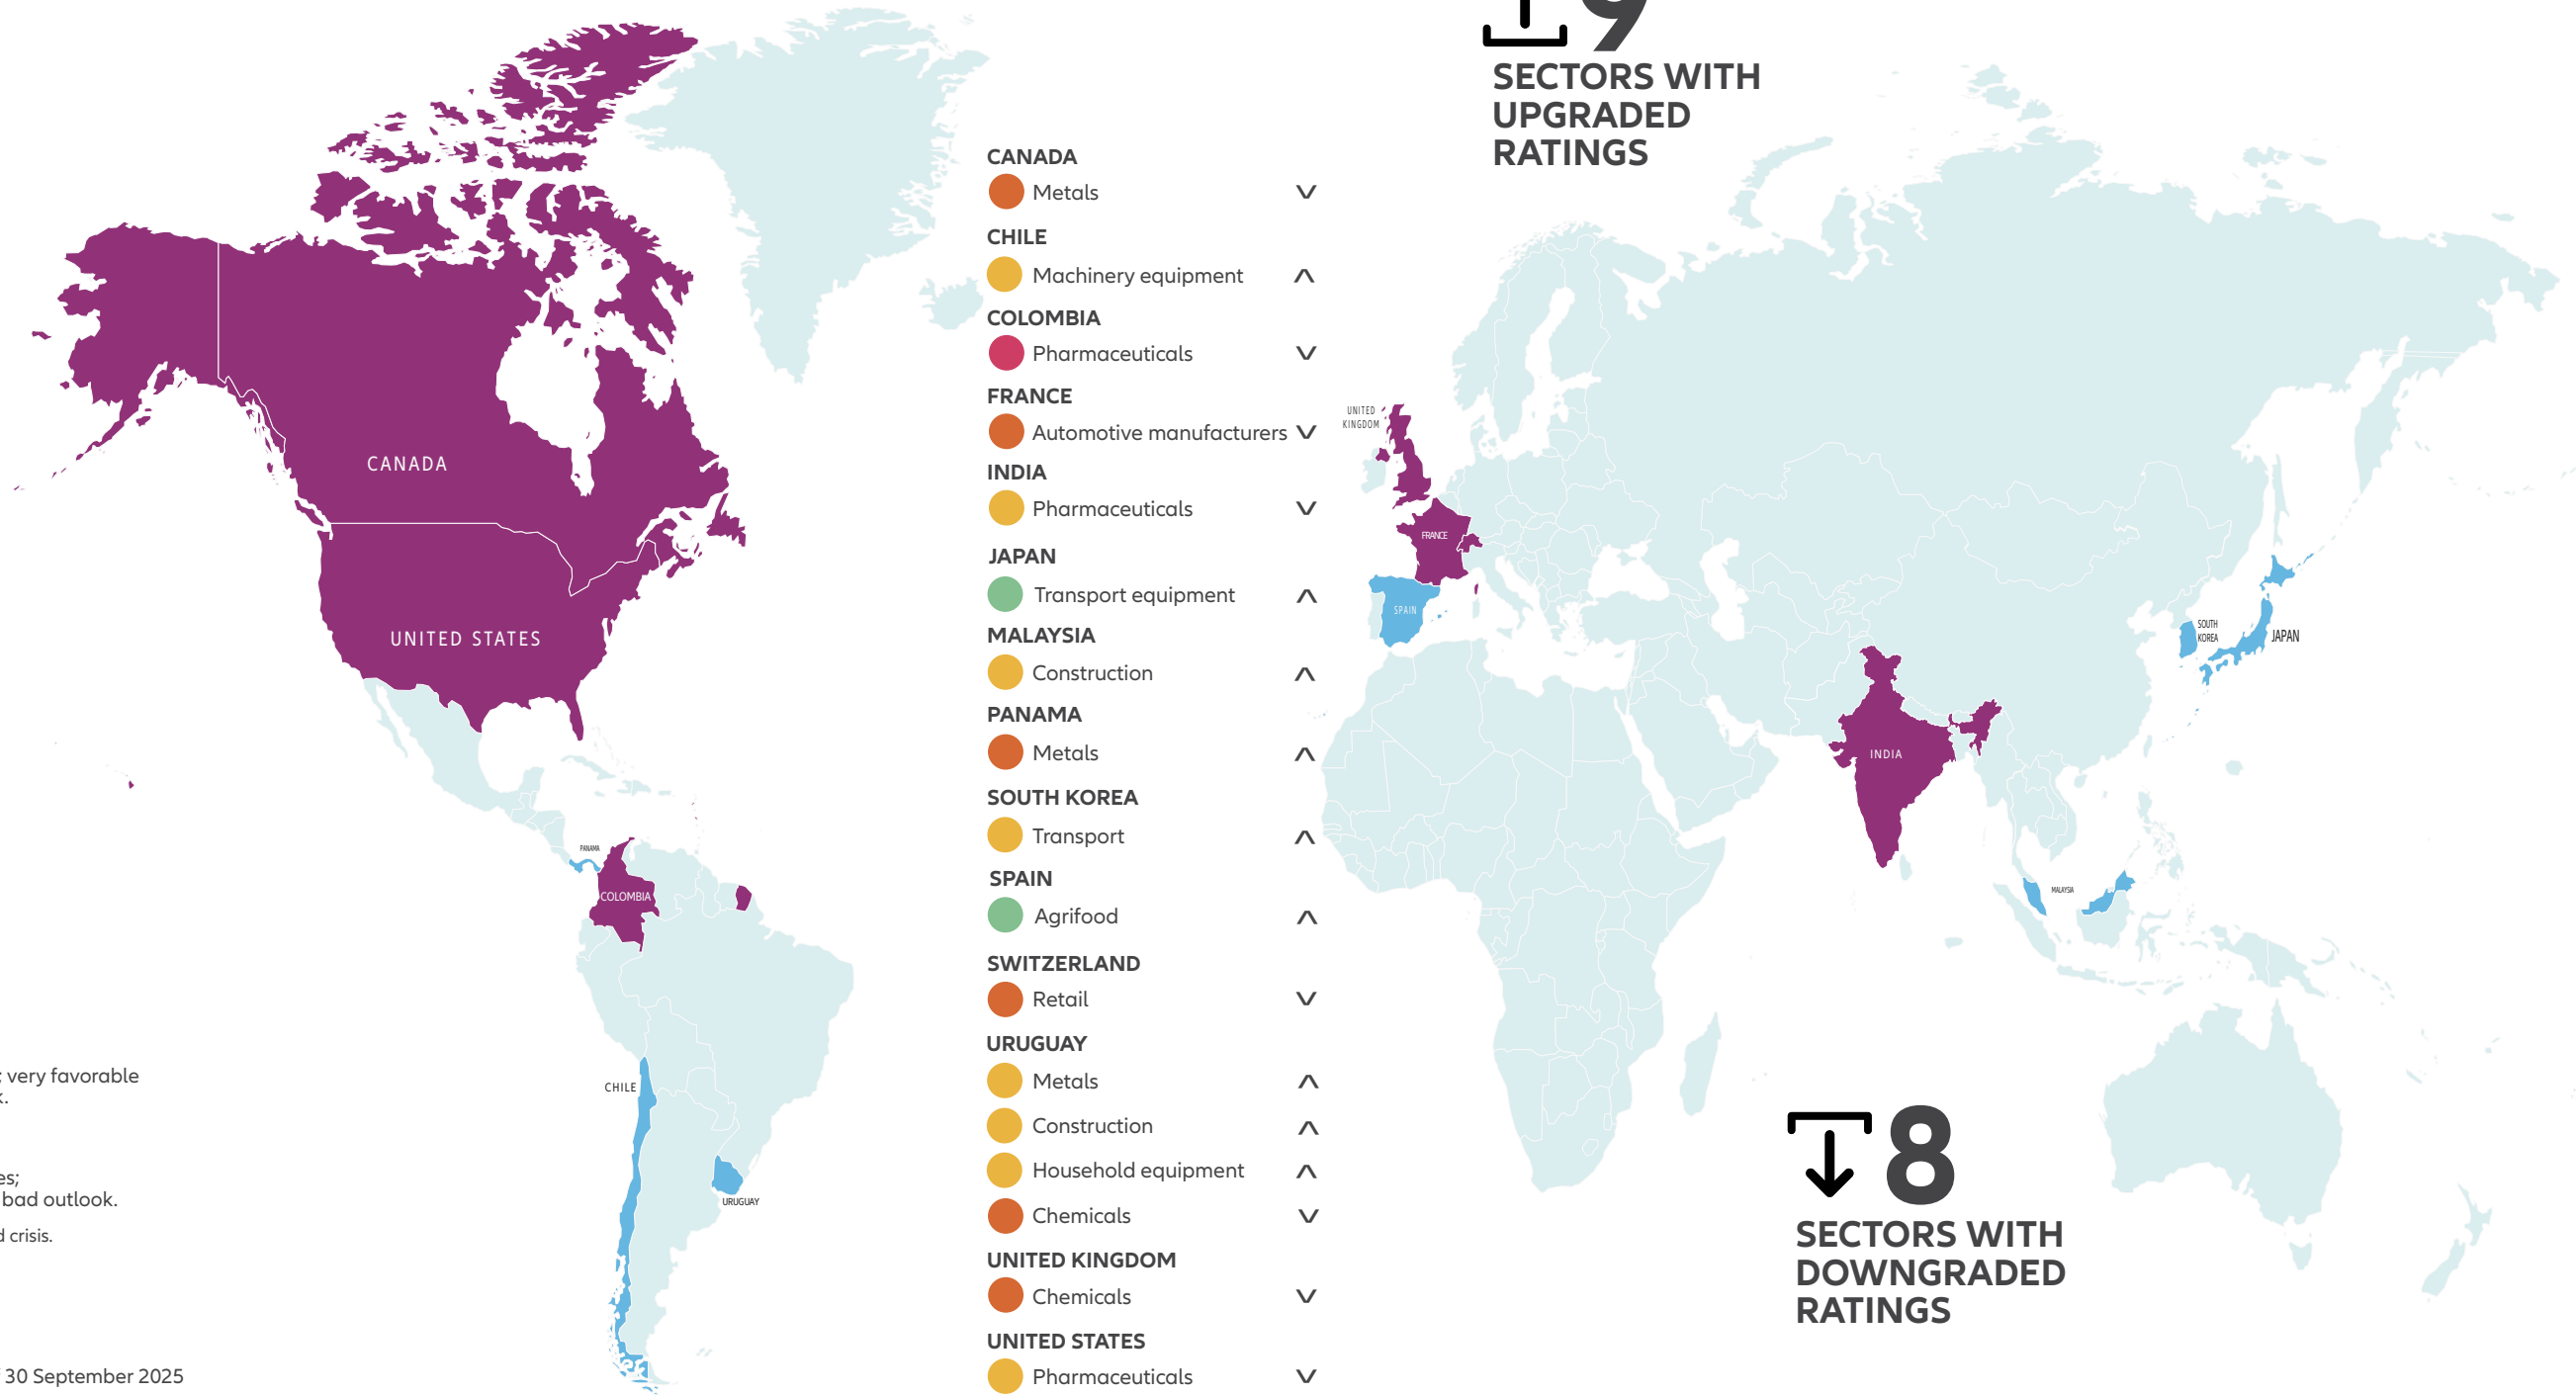 9
SECTORS WITH
UPGRADED
RATINGS
CANADA
Metals
CHILE
Machinery equipment
COLOMBIA
Pharmaceuticals
FRANCE
Automotive manufacturers
INDIA
Pharmaceuticals
JAPAN
Transport equipment
MALAYSIA
Construction
PANAMA
Metals
SOUTH KOREA
Transport
SPAIN
Agrifood
SWITZERLAND
Retail
URUGUAY
Metals
Construction
Household equipment
Chemicals
UNITED KINGDOM
Chemicals
UNITED STATES
Pharmaceuticals
CANADA
UNITED STATES
PANAMA
COLOMBIA
CHILE
URUGUAY
UNITED
KINGDOM
FRANCE
SPAIN
INDIA
SOUTH
KOREA
JAPAN
MALAYSIA
8
SECTORS WITH
DOWNGRADED
RATINGS
; very favorable
k.
es;
bad outlook.
d crisis.
30 September 2025